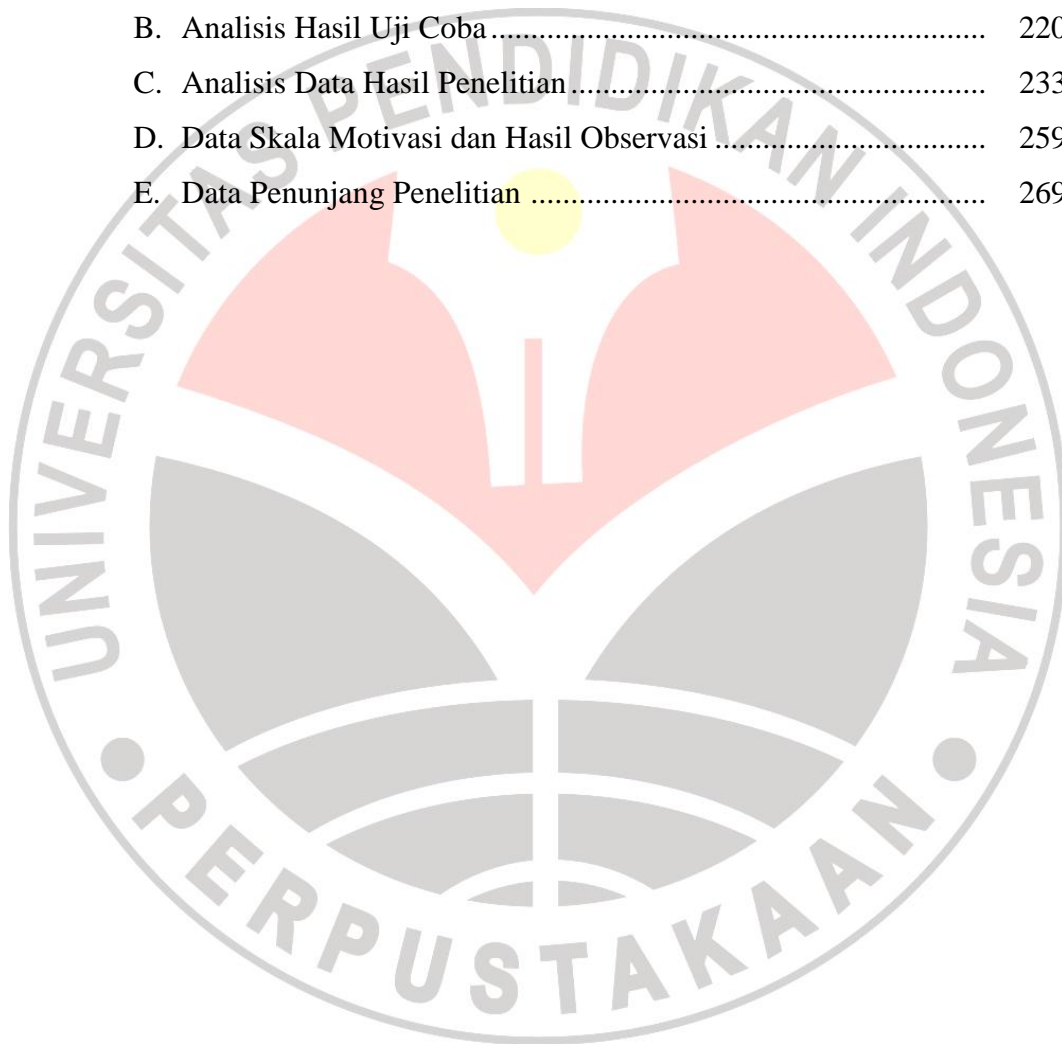 B. Analisis Hasil Uji Coba ........................................................................ 220
C. Analisis Data Hasil Penelitian ............................................................ 233
D. Data Skala Motivasi dan Hasil Observasi ....................................... 259
E. Data Penunjang Penelitian ................................................................. 269
UNIVERSITAS PENDIDIKAN INDONESIA
PERPUSTAKAAN